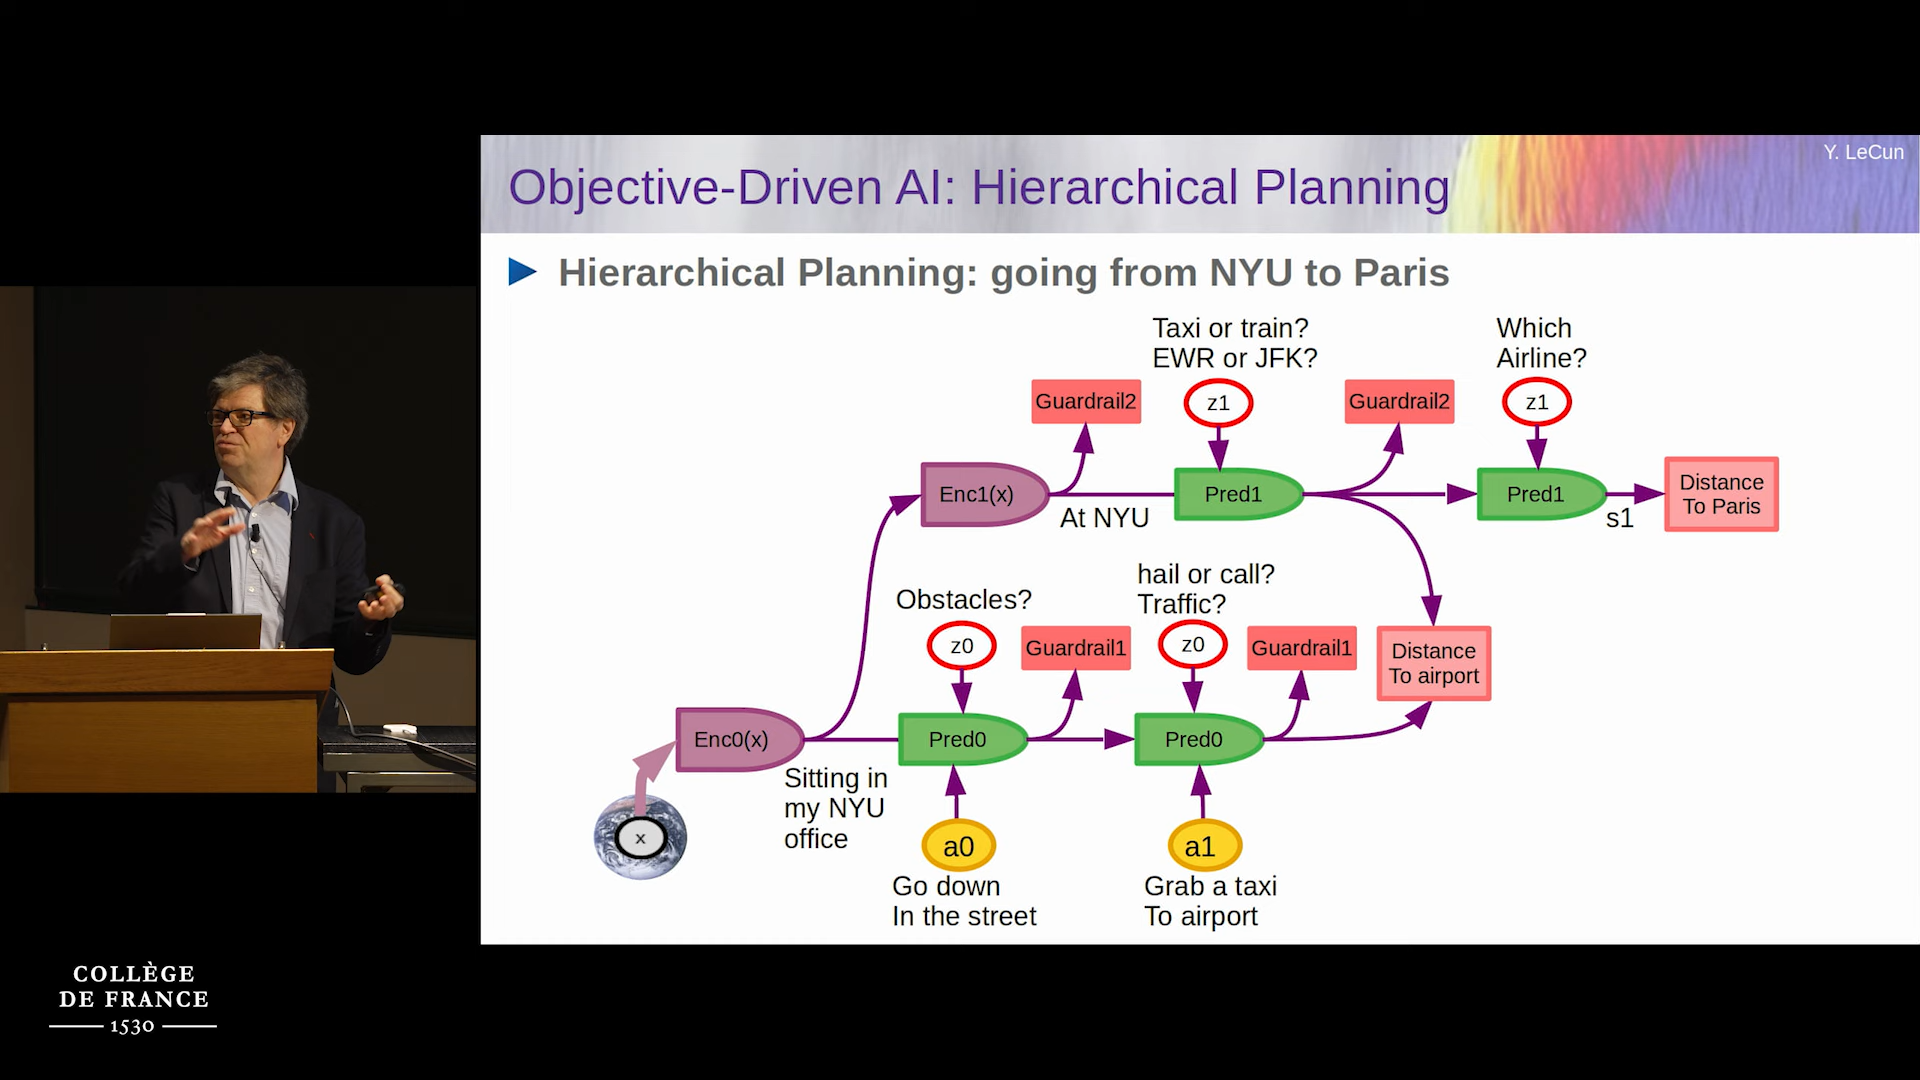 Y. LeCun
Objective-Driven AI: Hierarchical Planning
Hierarchical Planning: going from NYU to Paris
Taxi or train?
EWR or JFK?
Which
Airline?
Guardrail2
z1
Guardrail2
z1
Enc1(x)
At NYU
Pred1
Pred1
s1
Distance
To Paris
Obstacles?
hail or call?
Traffic?
z0
Guardrail1
z0
Guardrail1
Distance
To airport
Enc0(x)
Sitting in
my NYU
office
Pred0
Pred0
x
a0
Go down
In the street
a1
Grab a taxi
To airport
COLLÈGE
DE FRANCE
1530